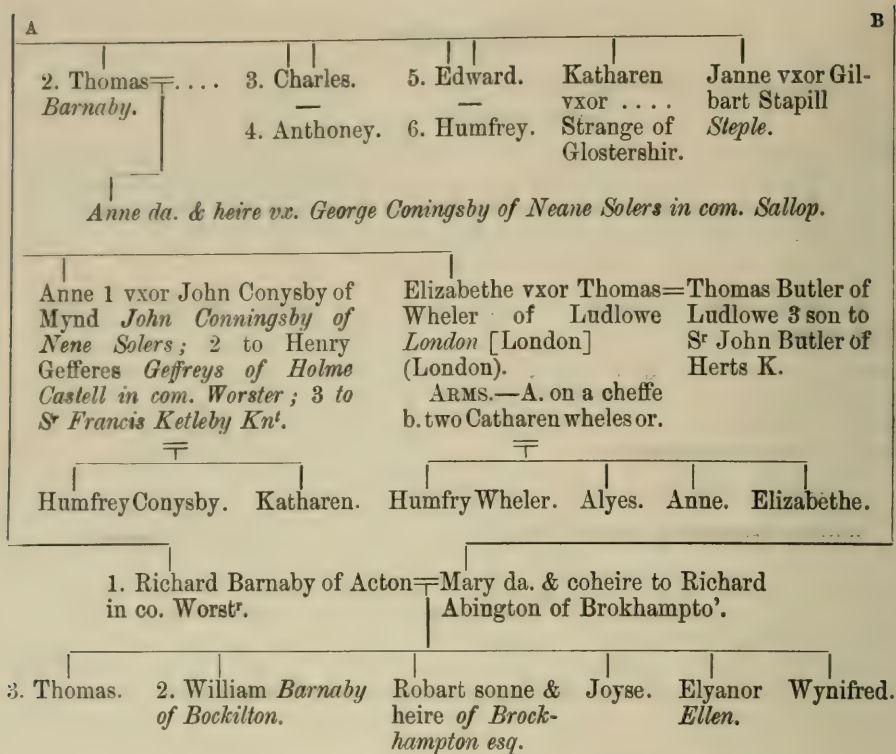 A B
2. Thomas=.... 3. Charles. 5. Edward. Katharen Janne vxor Gil-
Barnaby. — — vxor .... bart Stapill
4. Anthoney. 6. Humfrey. Strange of Steple.
Glostershir.
Anne da. & heire vx. George Coningsby of Neane Solers in com. Sallop.
Anne 1 vxor John Conysby of Elizabethe vxor Thomas=Thomas Butler of
Mynd John Conningsby of Wheler of Ludlowe Ludlowe 3 son to
Nene Solers; 2 to Henry London [London] Sr John Butler of
Gefferes Geffreys of Holme (London). Herts K.
Castell in com. Worster; 3 to ARMS.—A. on a cheffe
Sr Francis Ketleby Knt. b. two Catharen wheles or.
Humfrey Conysby. Katharen. Humfry Wheler. Alyes. Anne. Elizabethe.
1. Richard Barnaby of Acton=Mary da. & coheire to Richard
in co. Worstr. Abington of Brokhampto'.
3. Thomas. 2. William Barnaby Robart sonne & Joyse. Elyanor Wynifred.
of Bockilton. heire of Brock- Ellen.
hampton esq.